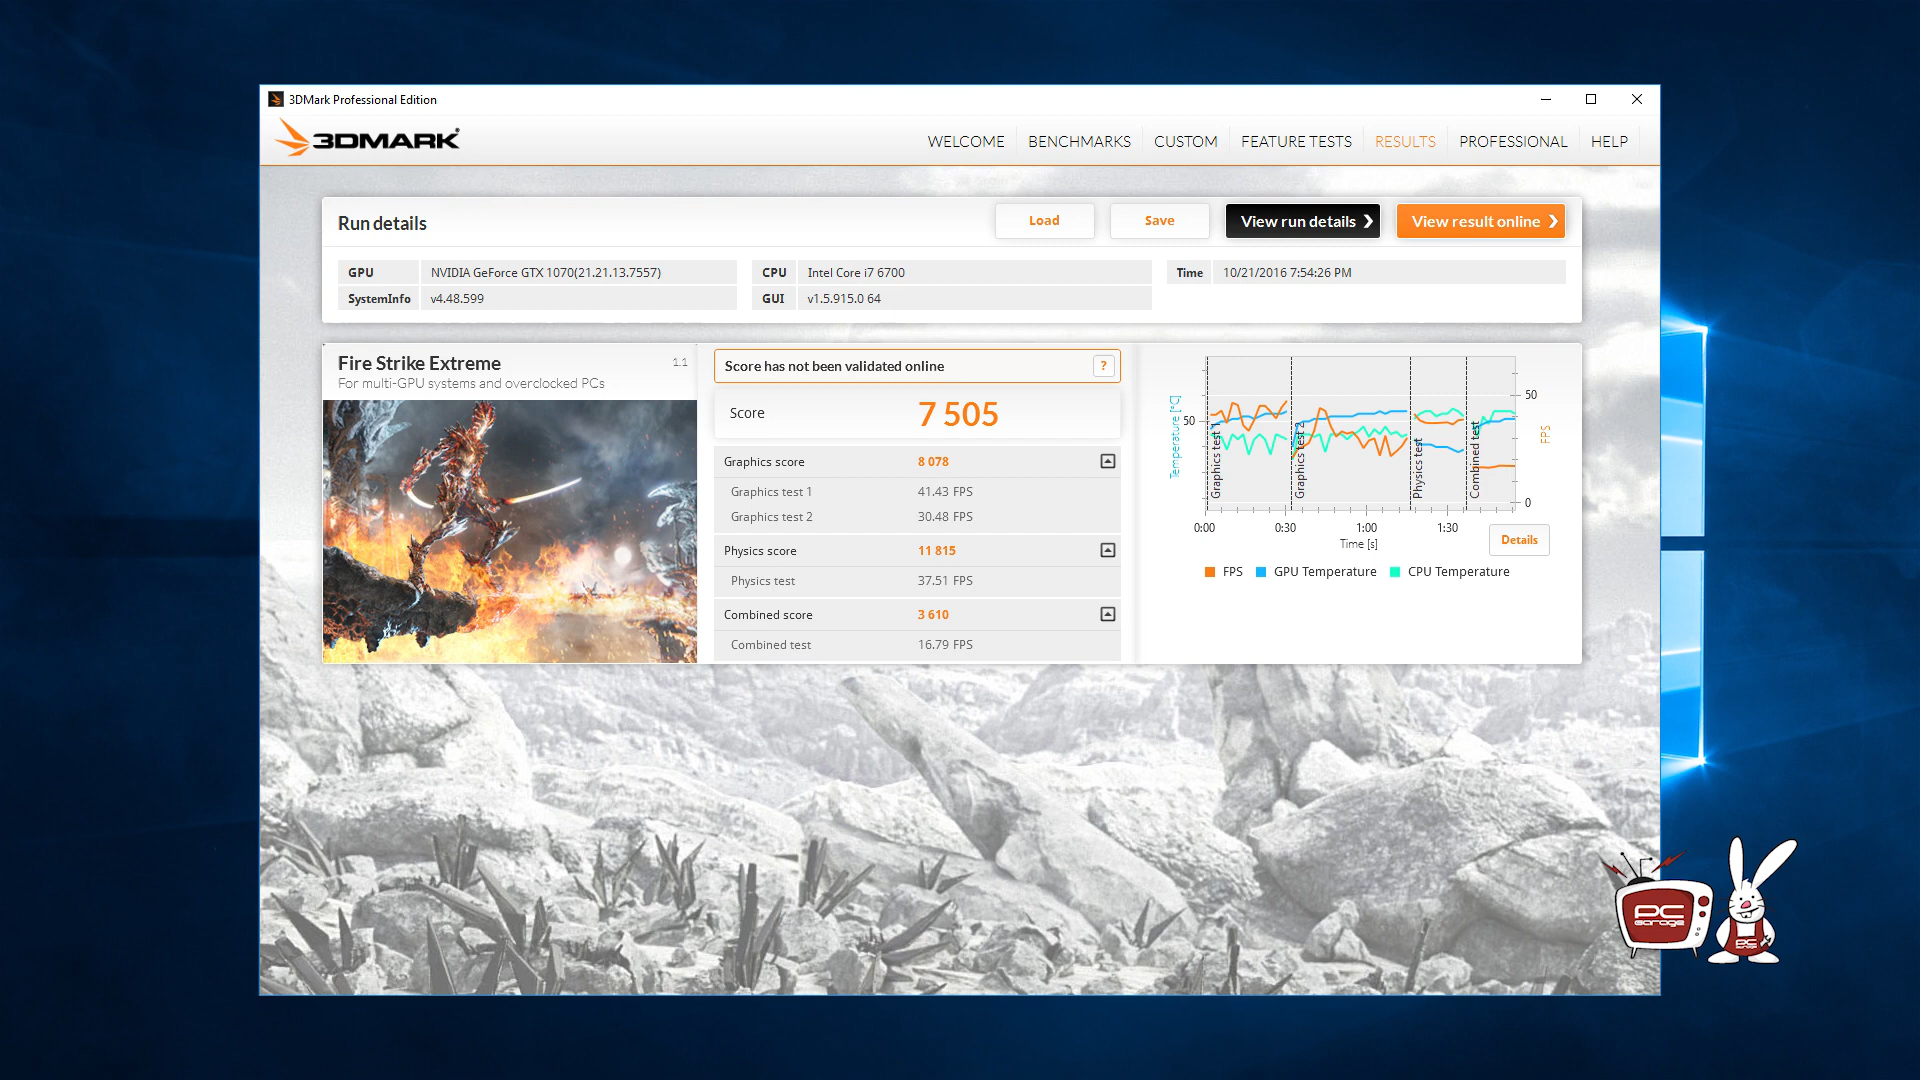 3DMark Professional Edition
3DMARK
WELCOME BENCHMARKS CUSTOM FEATURE TESTS RESULTS PROFESSIONAL HELP
Run details
Load Save View run details View result online
GPU NVIDIA GeForce GTX 1070(21.21.13.7557) CPU Intel Core i7 6700 Time 10/21/2016 7:54:26 PM
SystemInfo v4.48.599 GUI v1.5.915.0 64
Fire Strike Extreme 1.1
For multi-GPU systems and overclocked PCs
Score has not been validated online ?
Score 7 505
Graphics score 8 078
Graphics test 1 41.43 FPS
Graphics test 2 30.48 FPS
Physics score 11 815
Physics test 37.51 FPS
Combined score 3 610
Combined test 16.79 FPS
Temperature [°C]
50
Graphics test 1
Graphics test 2
Physics test
Combined test
50
0
FPS
0:00 0:30 1:00 1:30
Time [s]
Details
FPS GPU Temperature CPU Temperature
PC
Garage
PC
Garage